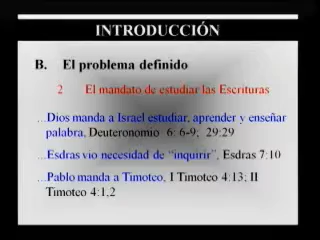 INTRODUCCIÓN
B. El problema definido
2 El mandato de estudiar las Escrituras
...Dios manda a Israel estudiar, aprender y enseñar
palabra, Deuteronomio 6: 6-9; 29:29
...Esdras vio necesidad de “inquirir”, Esdras 7:10
...Pablo manda a Timoteo, I Timoteo 4:13; II
Timoteo 4:1,2